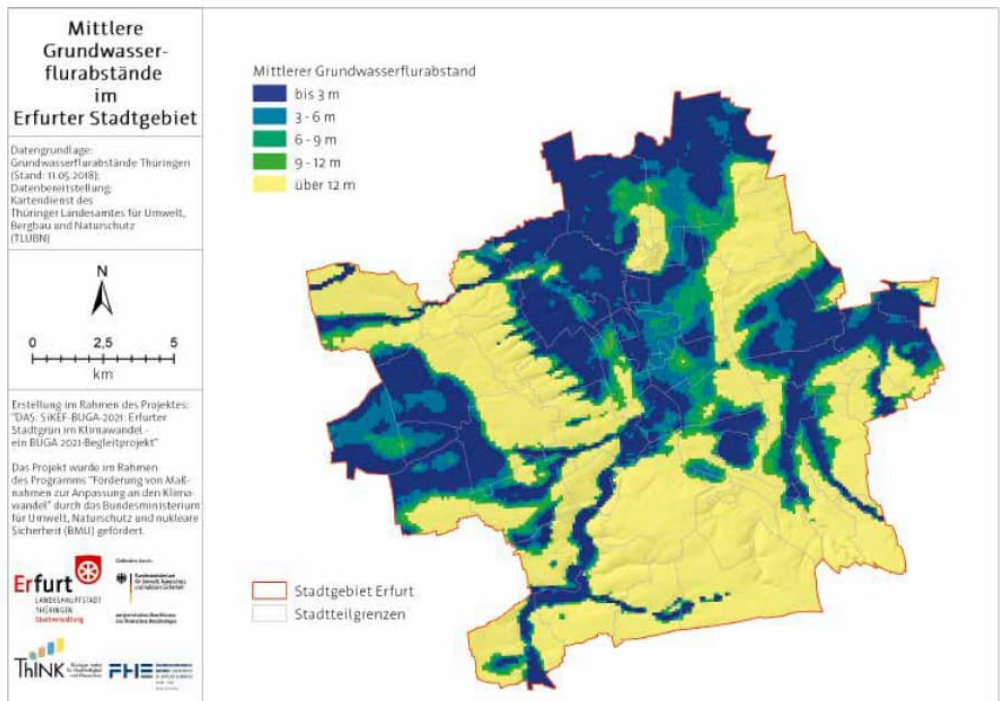 Mittlere
Grundwasser-
flurabstände
im
Erfurter Stadtgebiet
Datengrundlage:
Grundwasserflurabstände Thüringen
(Stand: 11.05.2018);
Datenbereitstellung:
Kartendienst des
Thüringer Landesamtes für Umwelt,
Bergbau und Naturschutz
(TLUBN)
N
0 2,5 5
km
Erstellung im Rahmen des Projektes:
"DAS: SiKEF-BUGA-2021: Erfurter
Stadtgrün im Klimawandel -
ein BUGA 2021-Begleitprojekt"
Das Projekt wurde im Rahmen
des Programms "Förderung von Maß-
nahmen zur Anpassung an den Klima-
wandel" durch das Bundesministerium
für Umwelt, Naturschutz und nukleare
Sicherheit (BMU) gefördert.
Erfurt
LANDESHAUPTSTADT
THÜRINGEN
Stadtverwaltung
ThINK
FHE
Mittlerer Grundwasserflurabstand
bis 3 m
3 - 6 m
6 - 9 m
9 - 12 m
über 12 m
Stadtgebiet Erfurt
Stadtteilgrenzen